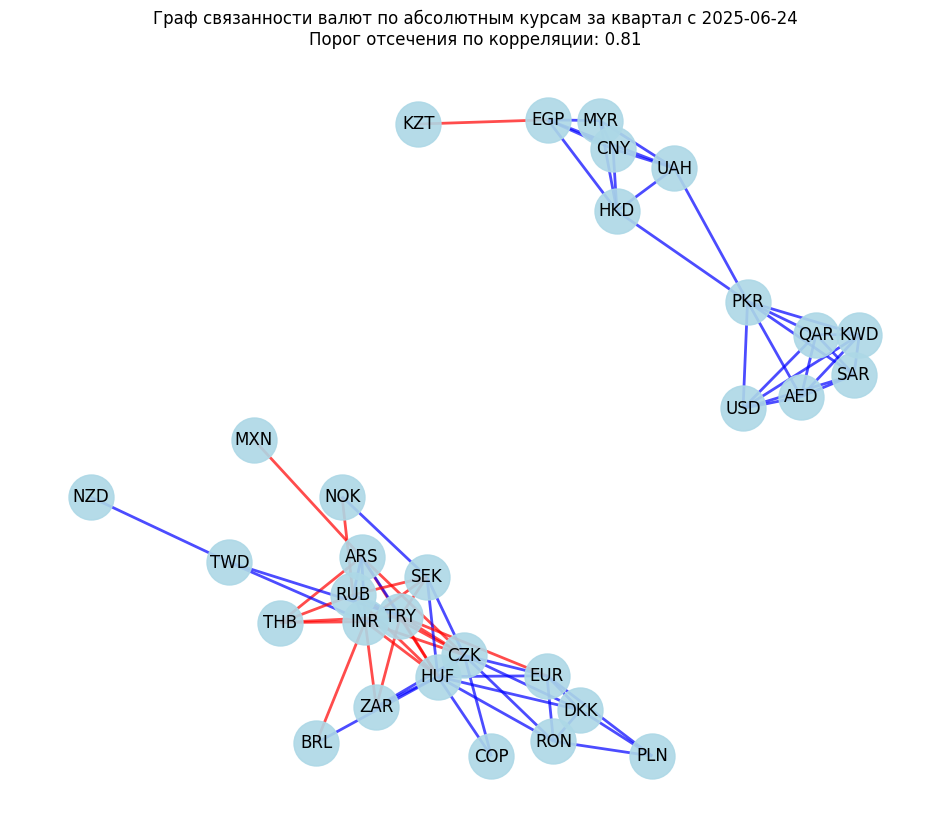 Граф связанности валют по абсолютным курсам за квартал с 2025-06-24
Порог отсечения по корреляции: 0.81
KZT
EGP
MYR
CNY
UAH
HKD
PKR
QAR
KWD
SAR
AED
USD
MXN
NZD
NOK
ARS
TWD
SEK
RUB
TRY
THB
INR
CZK
HUF
EUR
ZAR
DKK
BRL
RON
COP
PLN